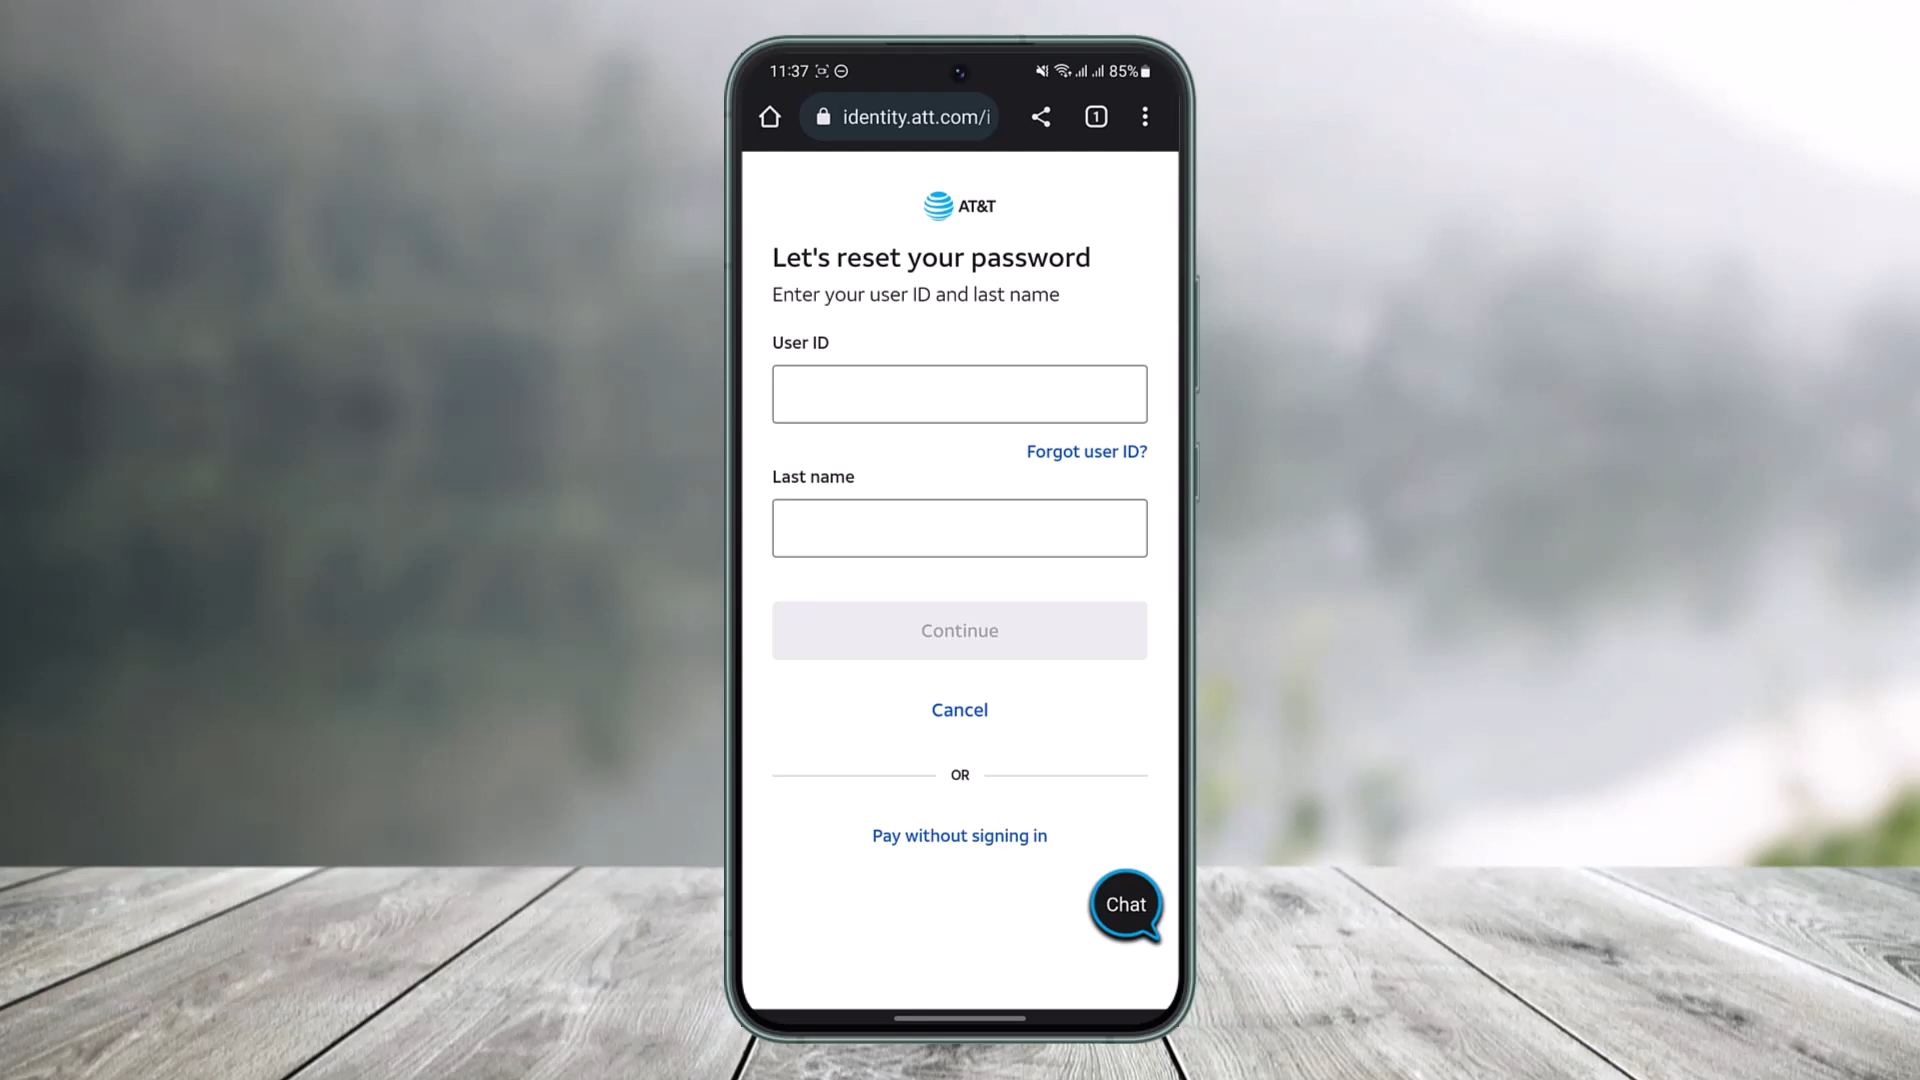 11:37
85%
identity.att.com/i
1
AT&T
Let's reset your password
Enter your user ID and last name
User ID
Forgot user ID?
Last name
Continue
Cancel
OR
Pay without signing in
Chat